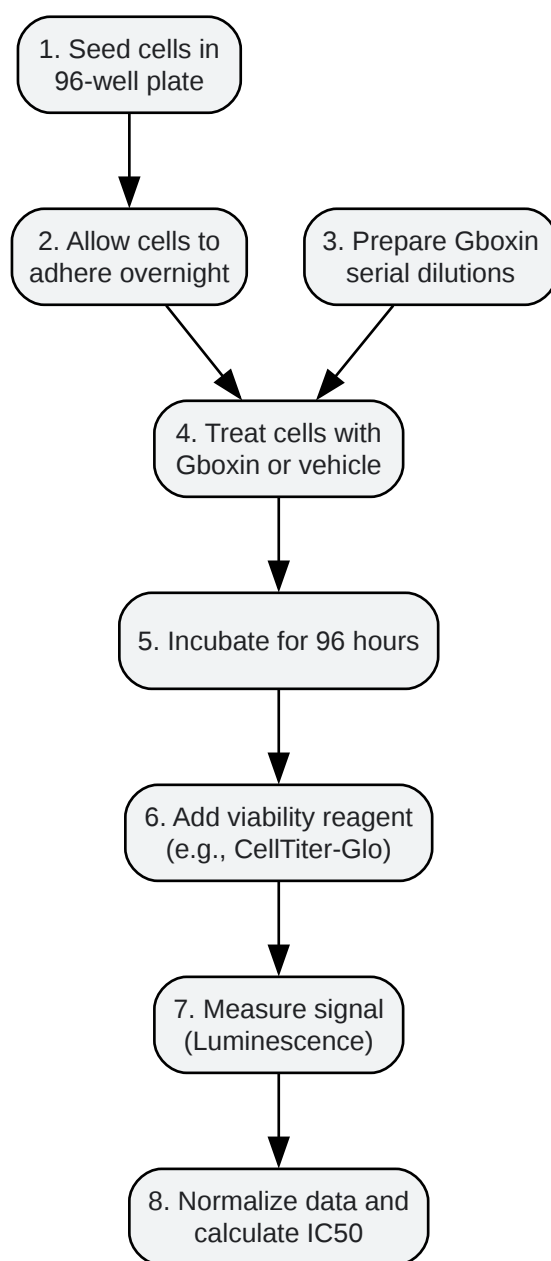 1. Seed cells in
96-well plate
2. Allow cells to
adhere overnight
3. Prepare Gboxin
serial dilutions
4. Treat cells with
Gboxin or vehicle
5. Incubate for 96 hours
6. Add viability reagent
(e.g., CellTiter-Glo)
7. Measure signal
(Luminescence)
8. Normalize data and
calculate IC50